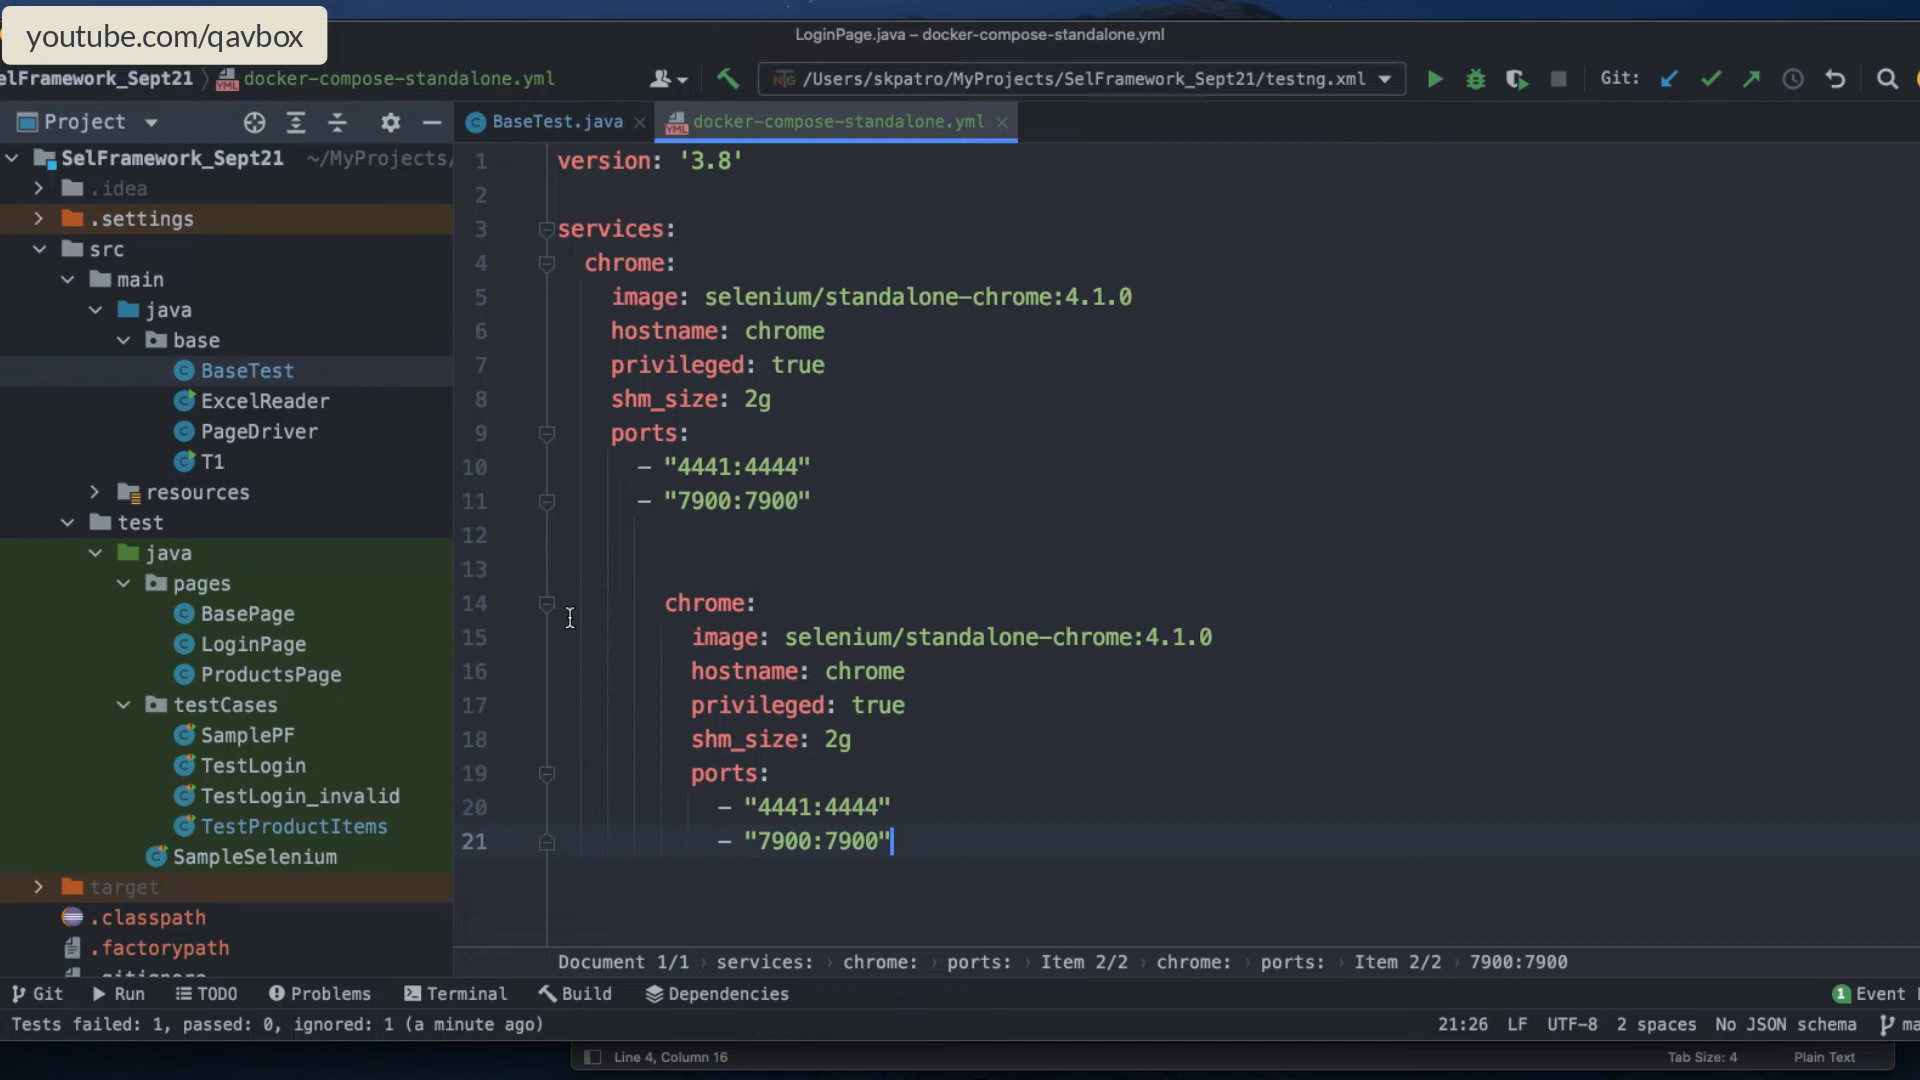 youtube.com/qavbox
LoginPage.java – docker-compose-standalone.yml
elFramework_Sept21 〉 docker-compose-standalone.yml
/Users/skpatro/MyProjects/SelFramework_Sept21/testng.xml
Git:
Project
BaseTest.java
docker-compose-standalone.yml
SelFramework_Sept21 ~/MyProjects/
.idea
.settings
src
main
java
base
BaseTest
ExcelReader
PageDriver
T1
resources
test
java
pages
BasePage
LoginPage
ProductsPage
testCases
SamplePF
TestLogin
TestLogin_invalid
TestProductItems
SampleSelenium
target
.classpath
.factorypath
.gitignore
1 version: '3.8'
2
3 services:
4 chrome:
5 image: selenium/standalone-chrome:4.1.0
6 hostname: chrome
7 privileged: true
8 shm_size: 2g
9 ports:
10 - "4441:4444"
11 - "7900:7900"
12
13
14 chrome:
15 image: selenium/standalone-chrome:4.1.0
16 hostname: chrome
17 privileged: true
18 shm_size: 2g
19 ports:
20 - "4441:4444"
21 - "7900:7900"
Document 1/1 › services: › chrome: › ports: › Item 2/2 › chrome: › ports: › Item 2/2 › 7900:7900
Git Run TODO Problems Terminal Build Dependencies 1 Event
Tests failed: 1, passed: 0, ignored: 1 (a minute ago) 21:26 LF UTF-8 2 spaces No JSON schema ma
Line 4, Column 16 Tab Size: 4 Plain Text